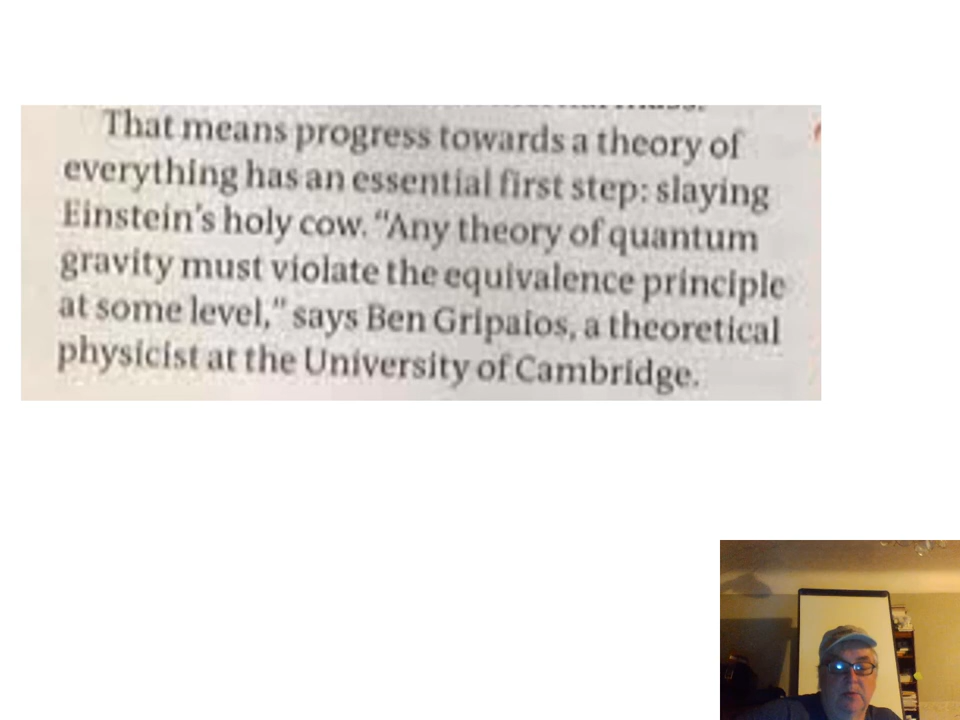 That means progress towards a theory of
everything has an essential first step: slaying
Einstein's holy cow. "Any theory of quantum
gravity must violate the equivalence principle
at some level," says Ben Gripaios, a theoretical
physicist at the University of Cambridge.